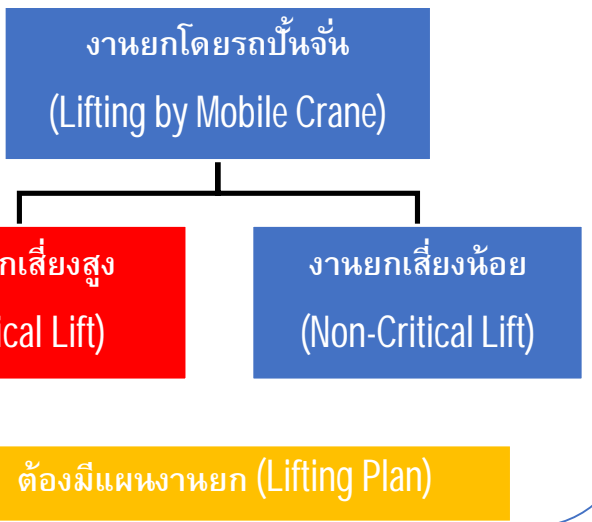 งานยกโดยรถปั้นจั่น
(Lifting by Mobile Crane)
กเสี่ยงสูง
ical Lift)
งานยกเสี่ยงน้อย
(Non-Critical Lift)
ต้องมีแผนงานยก (Lifting Plan)